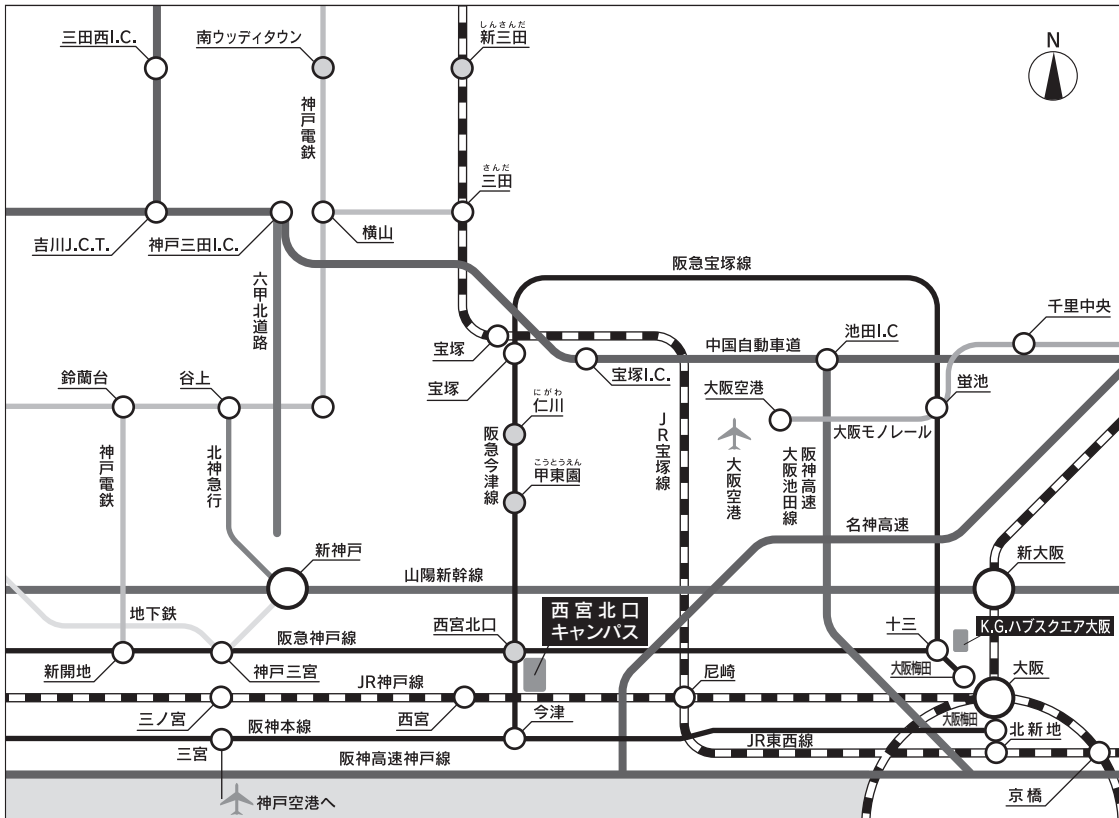 三田西I.C.
南ウッディタウン
しんさんだ
新三田
N
神戸電鉄
さんだ
三田
吉川J.C.T.
神戸三田I.C.
横山
六甲北道路
阪急宝塚線
千里中央
宝塚
中国自動車道
池田I.C
宝塚I.C.
宝塚
鈴蘭台
谷上
大阪空港
蛍池
にがわ
仁川
大阪モノレール
JR宝塚線
阪急今津線
こうとうえん
甲東園
大阪空港
阪神高速
大阪池田線
神戸電鉄
北神急行
名神高速
新神戸
山陽新幹線
新大阪
地下鉄
西宮北口
キャンパス
西宮北口
十三
K.G.ハブスクエア大阪
阪急神戸線
新開地
神戸三宮
大阪梅田
大阪
JR神戸線
尼崎
三ノ宮
西宮
今津
大阪梅田
阪神本線
北新地
JR東西線
三宮
阪神高速神戸線
京橋
神戸空港へ